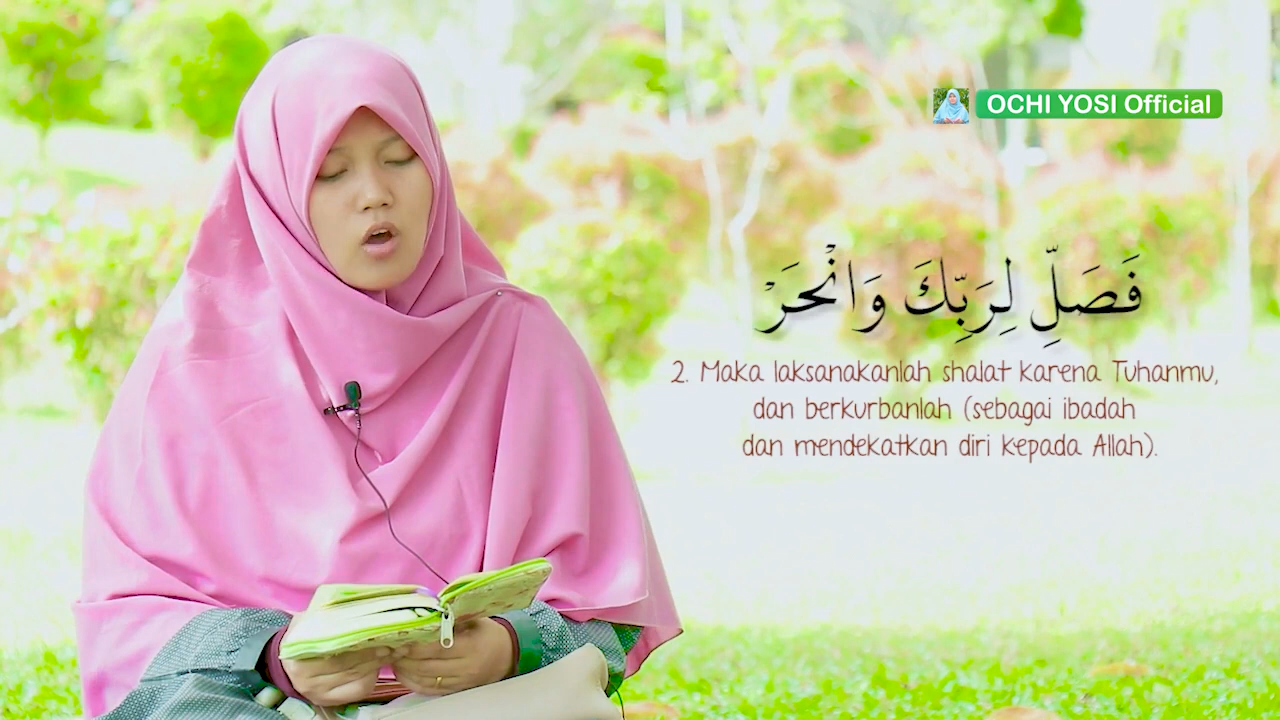 OCHI YOSI Official
فَصَلِّ لِرَبِّكَ وَانْحَرْ
2. Maka laksanakanlah shalat karena Tuhanmu,
dan berkurbanlah (sebagai ibadah
dan mendekatkan diri kepada Allah).